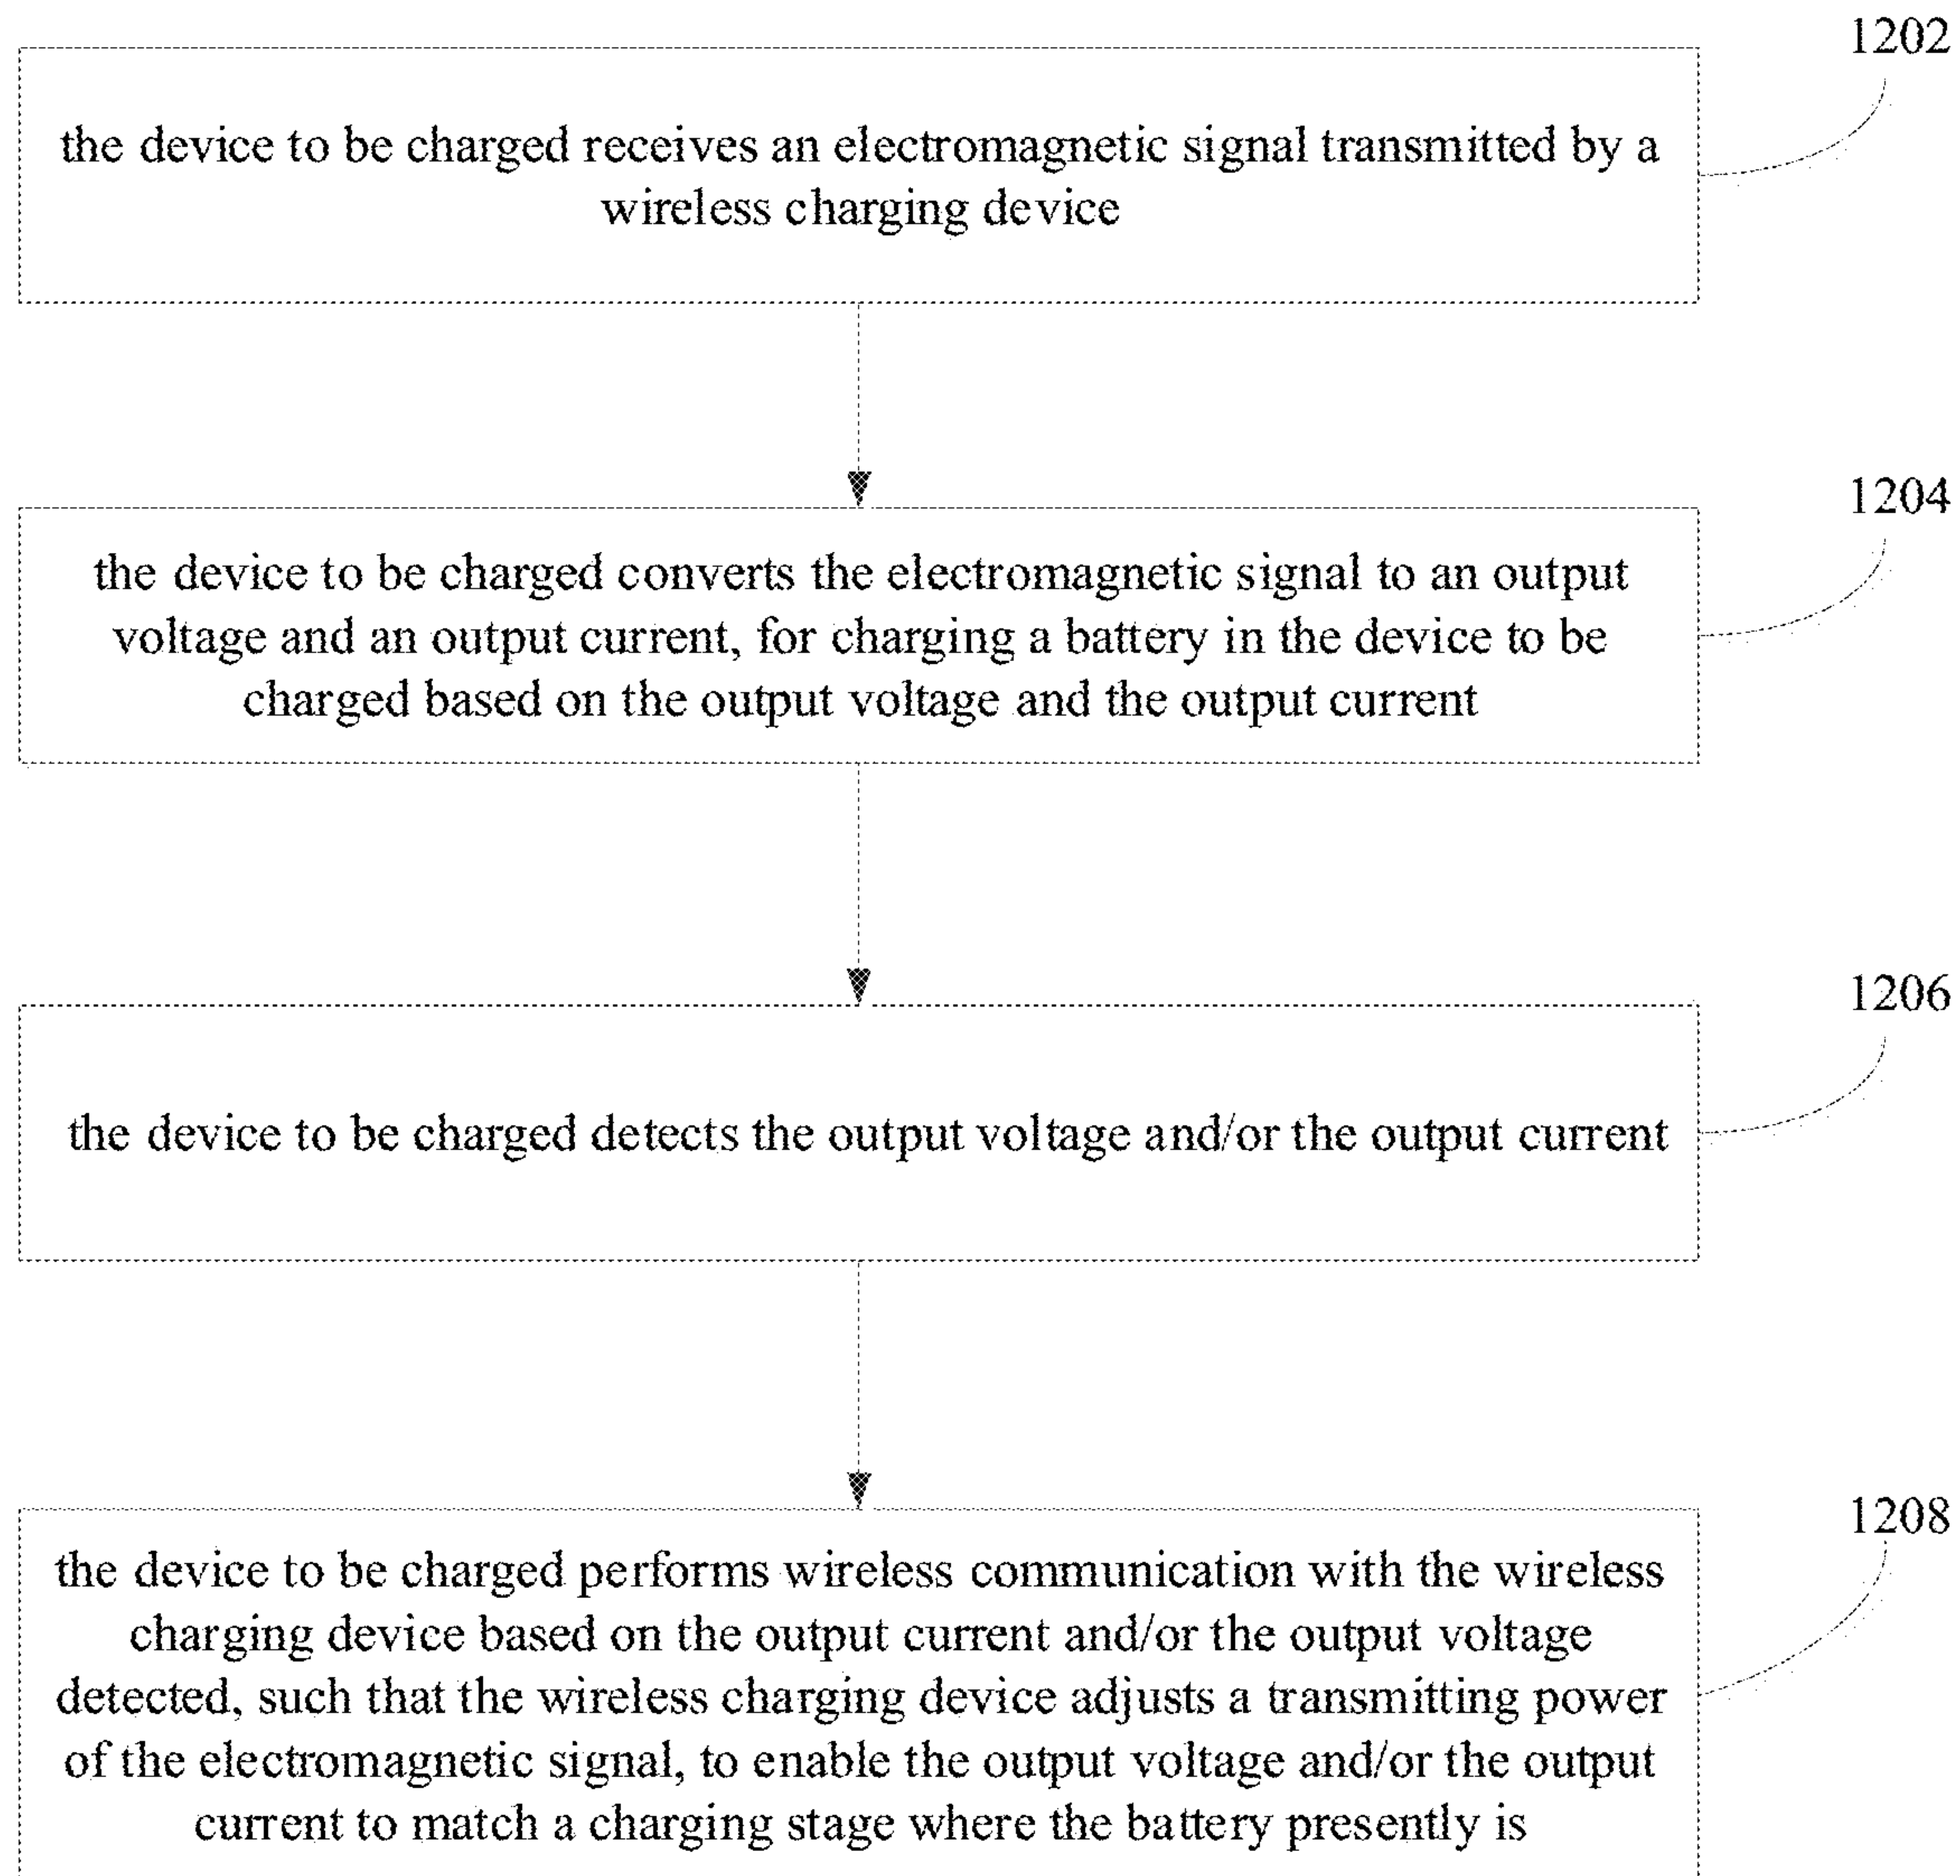 1202
the device to be charged receives an electromagnetic signal transmitted by a
wireless charging device
1204
the device to be charged converts the electromagnetic signal to an output
voltage and an output current, for charging a battery in the device to be
charged based on the output voltage and the output current
1206
the device to be charged detects the output voltage and/or the output current
1208
the device to be charged performs wireless communication with the wireless
charging device based on the output current and/or the output voltage
detected, such that the wireless charging device adjusts a transmitting power
of the electromagnetic signal, to enable the output voltage and/or the output
current to match a charging stage where the battery presently is